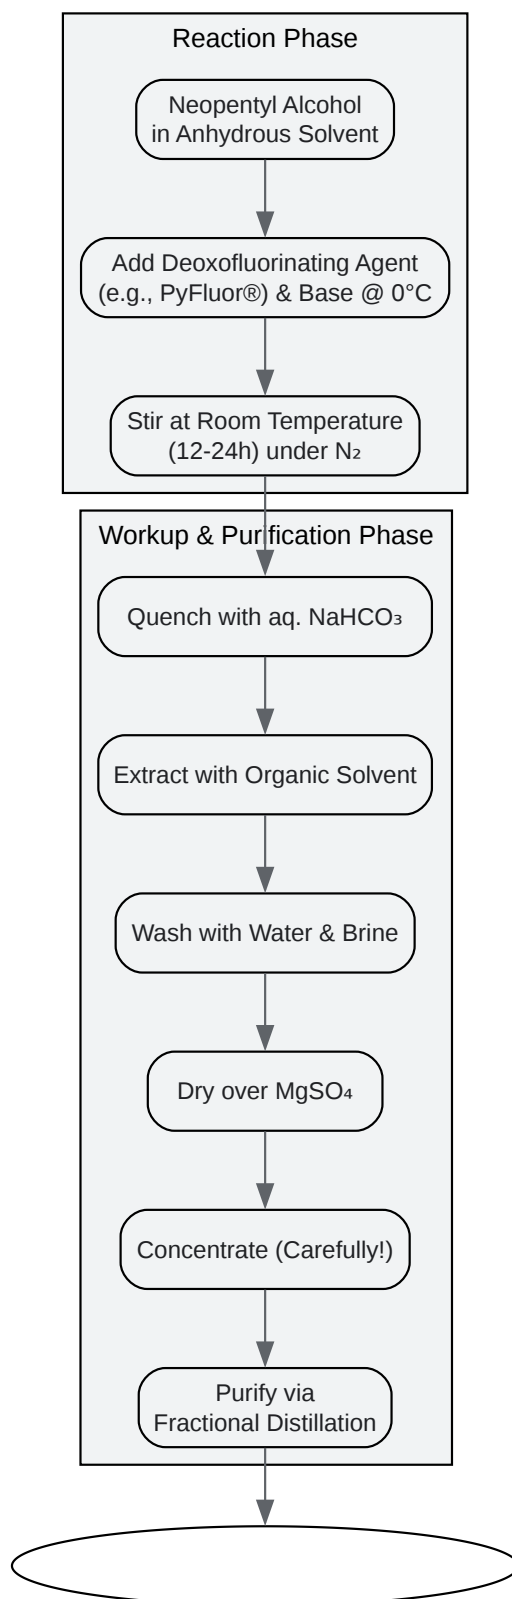 Reaction Phase
Neopentyl Alcohol
in Anhydrous Solvent
Add Deoxofluorinating Agent
(e.g., PyFluor®) & Base @ 0°C
Stir at Room Temperature
(12-24h) under N₂
Workup & Purification Phase
Quench with aq. NaHCO₃
Extract with Organic Solvent
Wash with Water & Brine
Dry over MgSO₄
Concentrate (Carefully!)
Purify via
Fractional Distillation